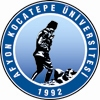 AFYON KOCATEPE ÜNİVERSİTESİ
1992